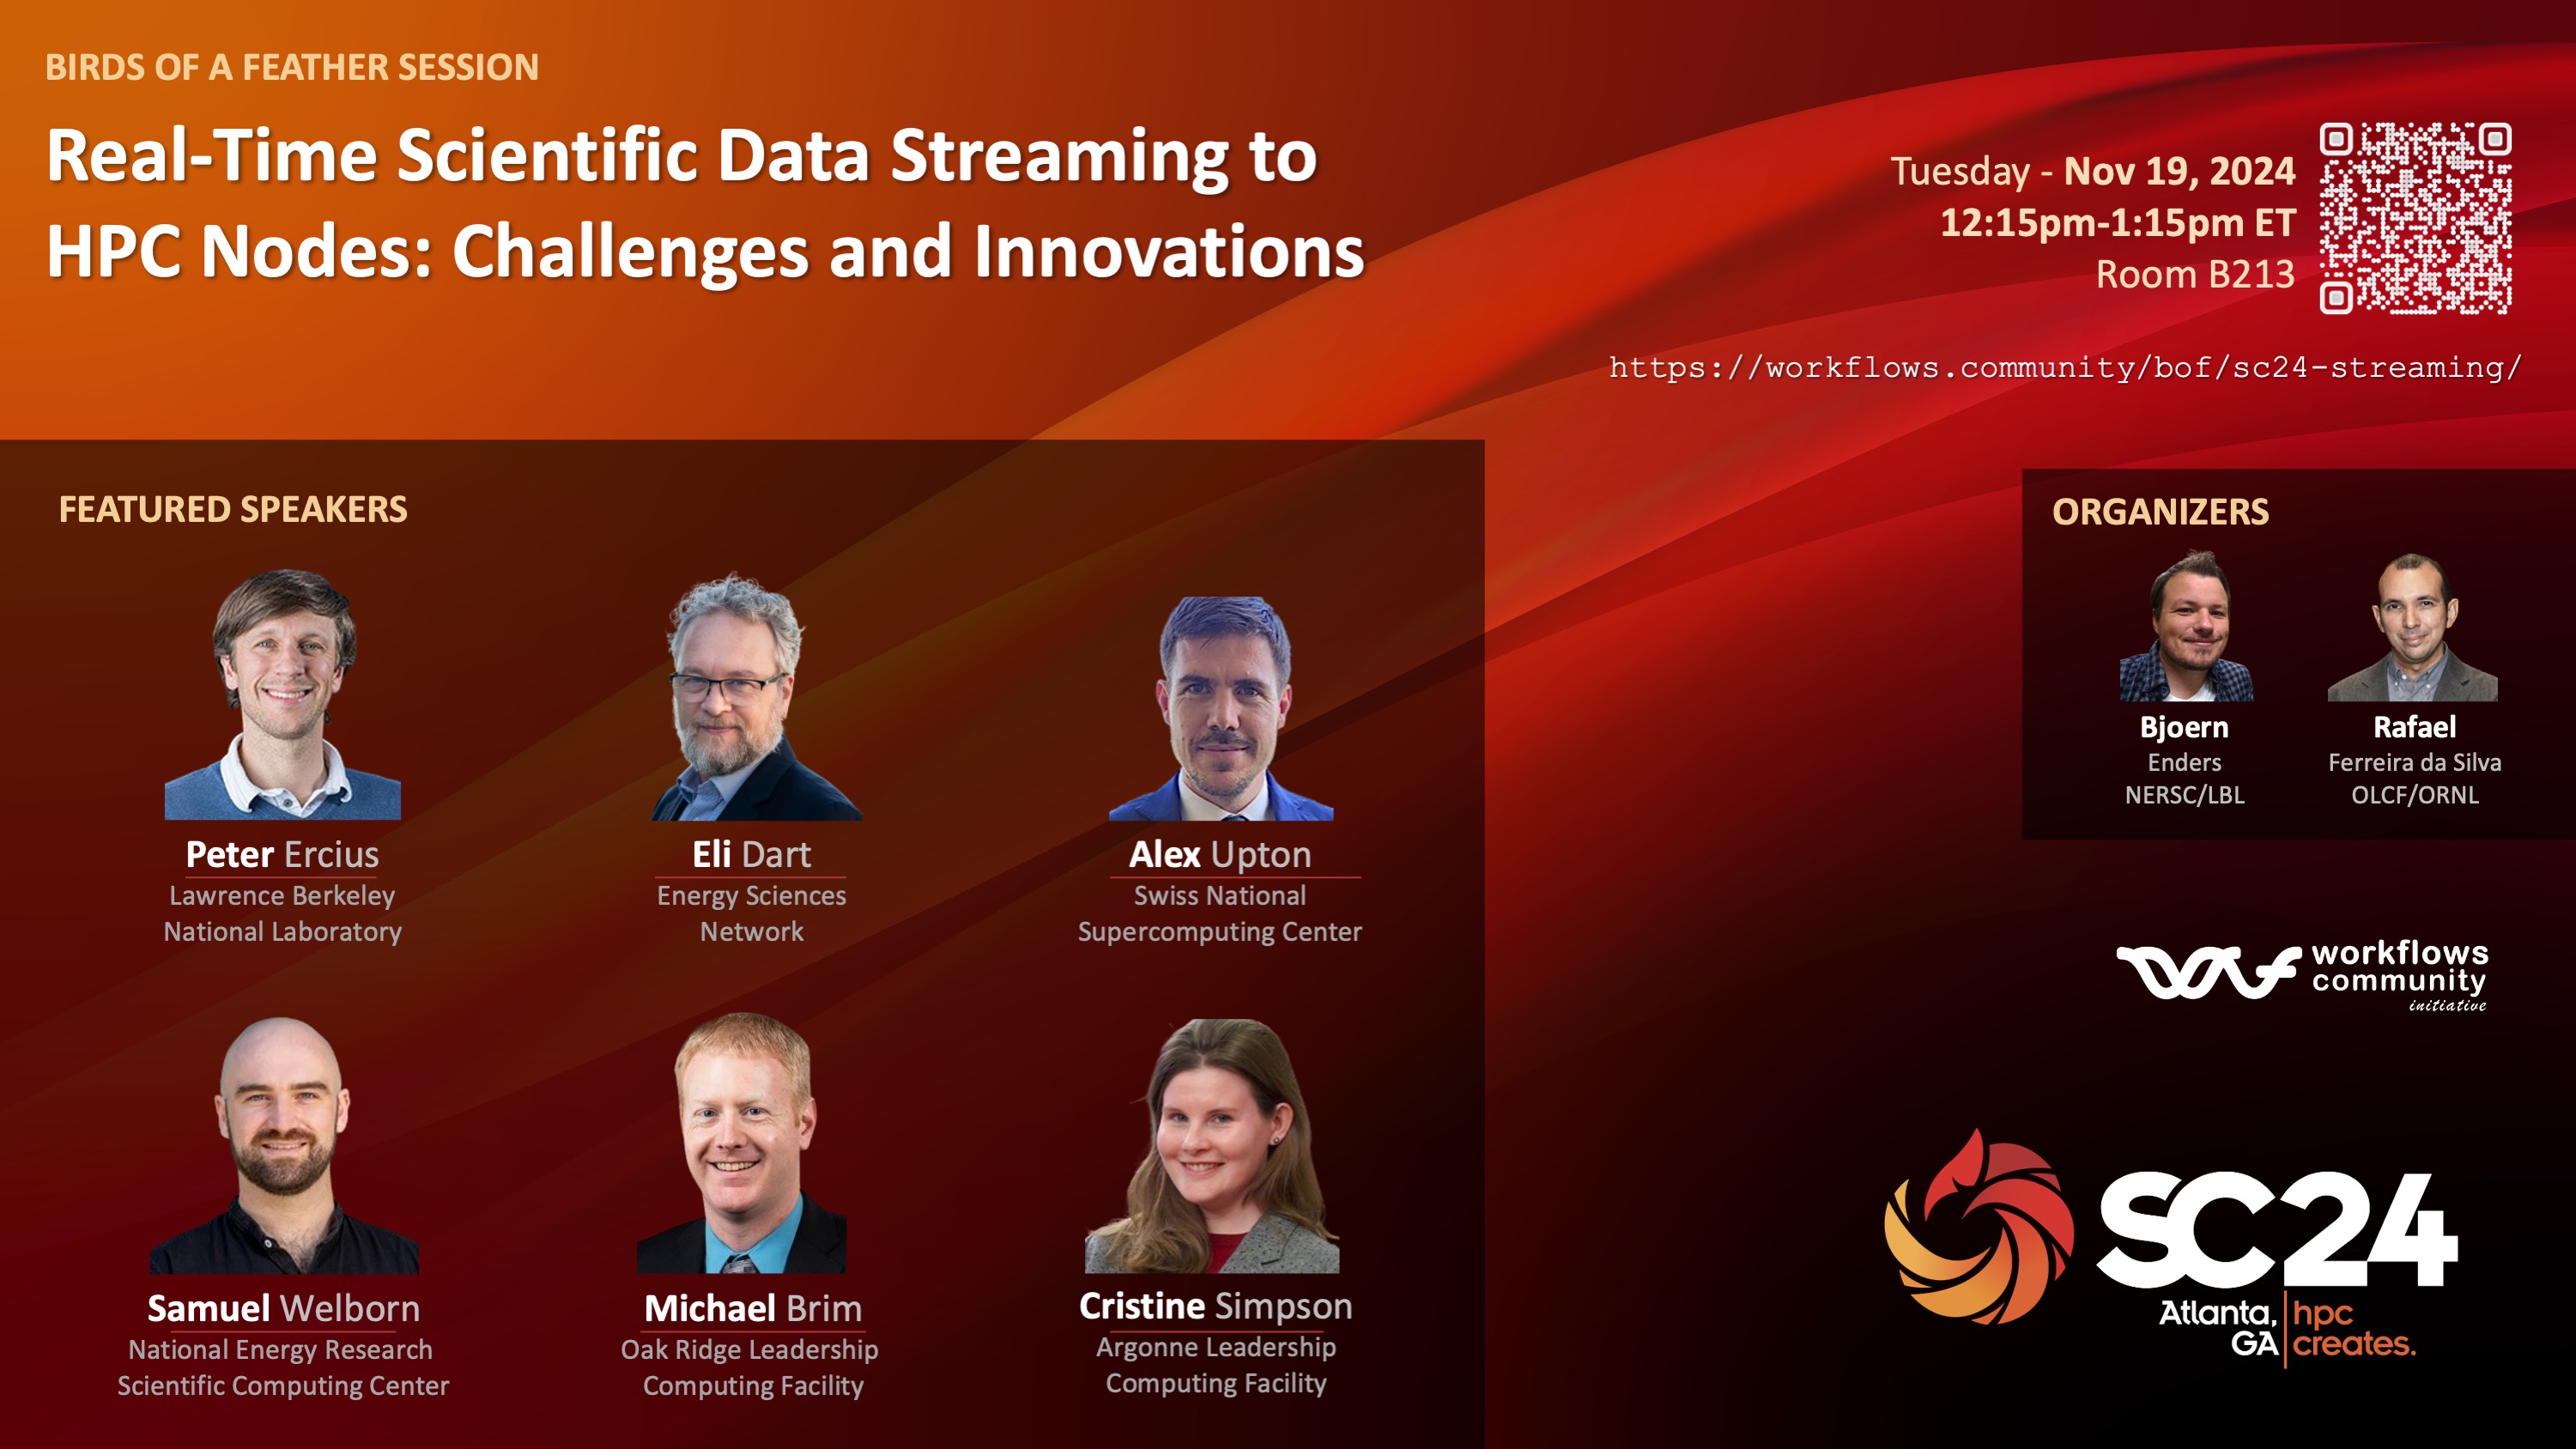 BIRDS OF A FEATHER SESSION
Real-Time Scientific Data Streaming to
HPC Nodes: Challenges and Innovations
Tuesday - Nov 19, 2024
12:15pm-1:15pm ET
Room B213
https://workflows.community/bof/sc24-streaming/
FEATURED SPEAKERS
Peter Ercius
Lawrence Berkeley
National Laboratory
Eli Dart
Energy Sciences
Network
Alex Upton
Swiss National
Supercomputing Center
Samuel Welborn
National Energy Research
Scientific Computing Center
Michael Brim
Oak Ridge Leadership
Computing Facility
Cristine Simpson
Argonne Leadership
Computing Facility
ORGANIZERS
Bjoern
Enders
NERSC/LBL
Rafael
Ferreira da Silva
OLCF/ORNL
workflows
community
initiative
SC24
Atlanta,
GA
hpc
creates.